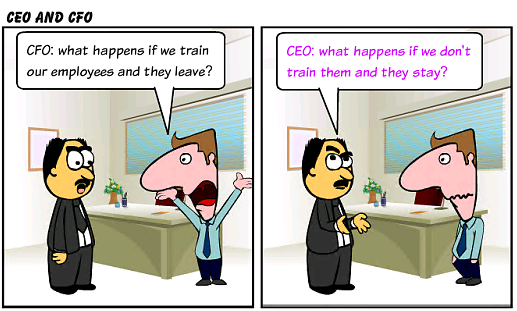 CEO AND CFO
CFO: what happens if we train
our employees and they leave?
CEO: what happens if we don't
train them and they stay?